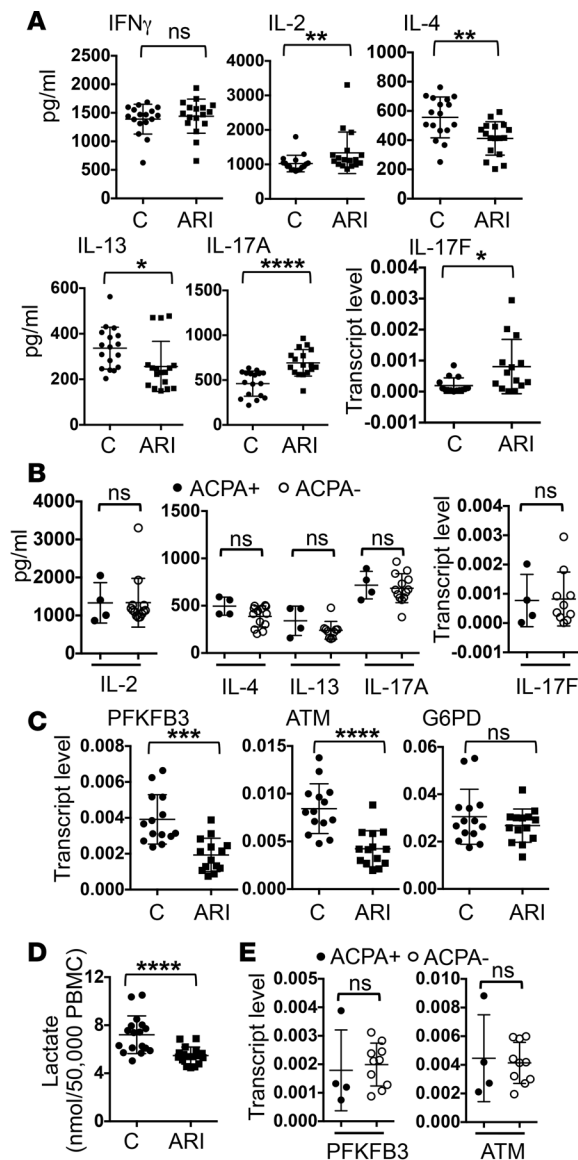 A
IFNγ
IL-2
IL-4
ns
**
**
pg/ml
2500
2000
1500
1000
500
0
4000
3000
2000
1000
0
1000
800
600
400
200
0
C ARI
C ARI
C ARI
IL-13
IL-17A
IL-17F
*
****
*
pg/ml
600
400
200
0
1500
1000
500
0
Transcript level
0.004
0.003
0.002
0.001
0.000
-0.001
C ARI
C ARI
C ARI
B
ACPA+ ACPA-
ns
ns
ns
ns
ns
pg/ml
4000
3000
2000
1000
0
1500
1000
500
0
Transcript level
0.004
0.003
0.002
0.001
0.000
-0.001
IL-2
IL-4
IL-13
IL-17A
IL-17F
C
PFKFB3
ATM
G6PD
***
****
ns
Transcript level
0.008
0.006
0.004
0.002
0.000
0.015
0.010
0.005
0.000
0.06
0.04
0.02
0.00
C ARI
C ARI
C ARI
D
****
Lactate
(nmol/50,000 PBMC)
12
9
6
3
0
C ARI
E
ACPA+ ACPA-
ns
ns
Transcript level
0.005
0.004
0.003
0.002
0.001
0.000
0.010
0.008
0.006
0.004
0.002
0.000
PFKFB3
ATM